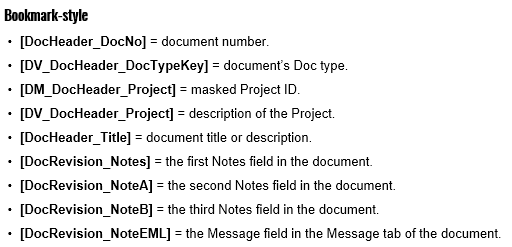 Bookmark-style
• [DocHeader_DocNo] = document number.
• [DV_DocHeader_DocTypeKey] = document's Doc type.
• [DM_DocHeader_Project] = masked Project ID.
• [DV_DocHeader_Project] = description of the Project.
• [DocHeader_Title] = document title or description.
• [DocRevision_Notes] = the first Notes field in the document.
• [DocRevision_NoteA] = the second Notes field in the document.
• [DocRevision_NoteB] = the third Notes field in the document.
• [DocRevision_NoteEML] = the Message field in the Message tab of the document.